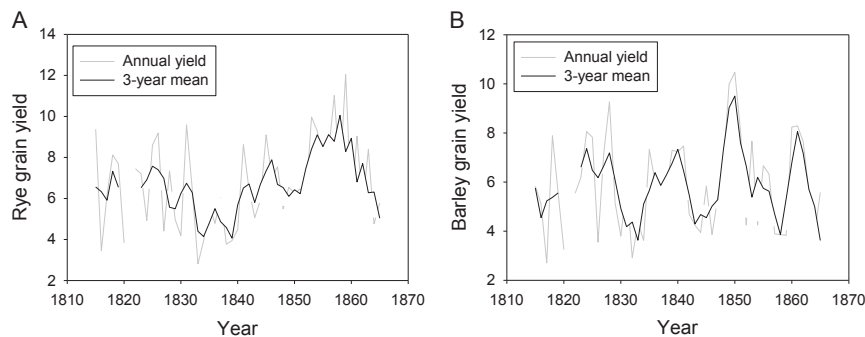 A
Rye grain yield
14
12
10
8
6
4
2
Annual yield
3-year mean
1810 1820 1830 1840 1850 1860 1870
Year
B
Barley grain yield
12
10
8
6
4
2
Annual yield
3-year mean
1810 1820 1830 1840 1850 1860 1870
Year